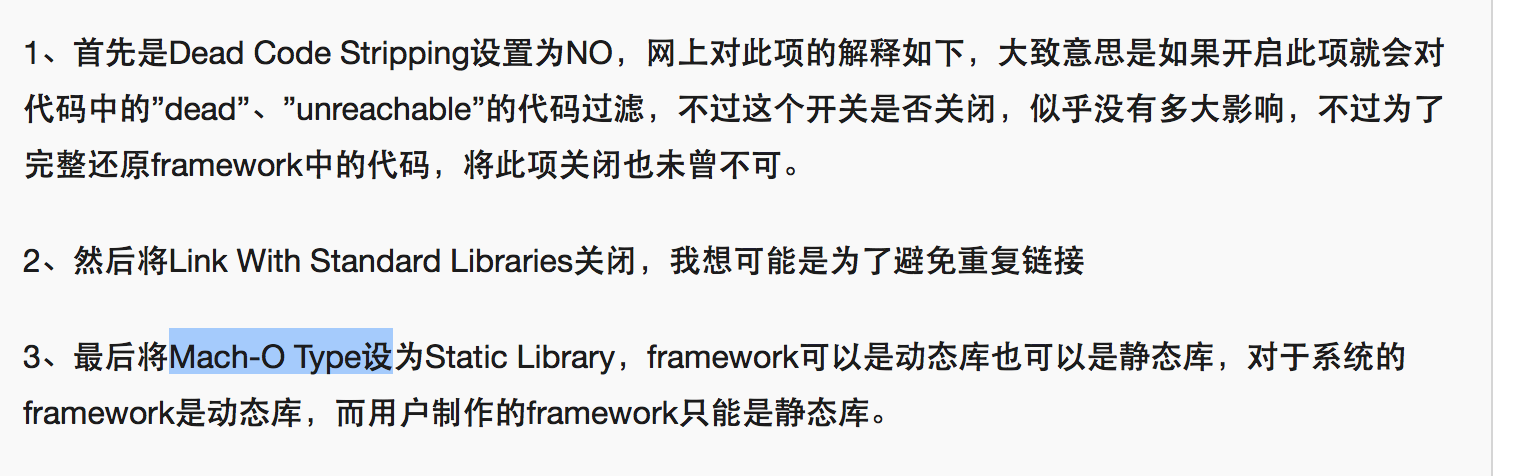 1、首先是Dead Code Stripping设置为NO，网上对此项的解释如下，大致意思是如果开启此项就会对
代码中的”dead”、”unreachable”的代码过滤，不过这个开关是否关闭，似乎没有多大影响，不过为了
完整还原framework中的代码，将此项关闭也未曾不可。
2、然后将Link With Standard Libraries关闭，我想可能是为了避免重复链接
3、最后将Mach-O Type设为Static Library，framework可以是动态库也可以是静态库，对于系统的
framework是动态库，而用户制作的framework只能是静态库。